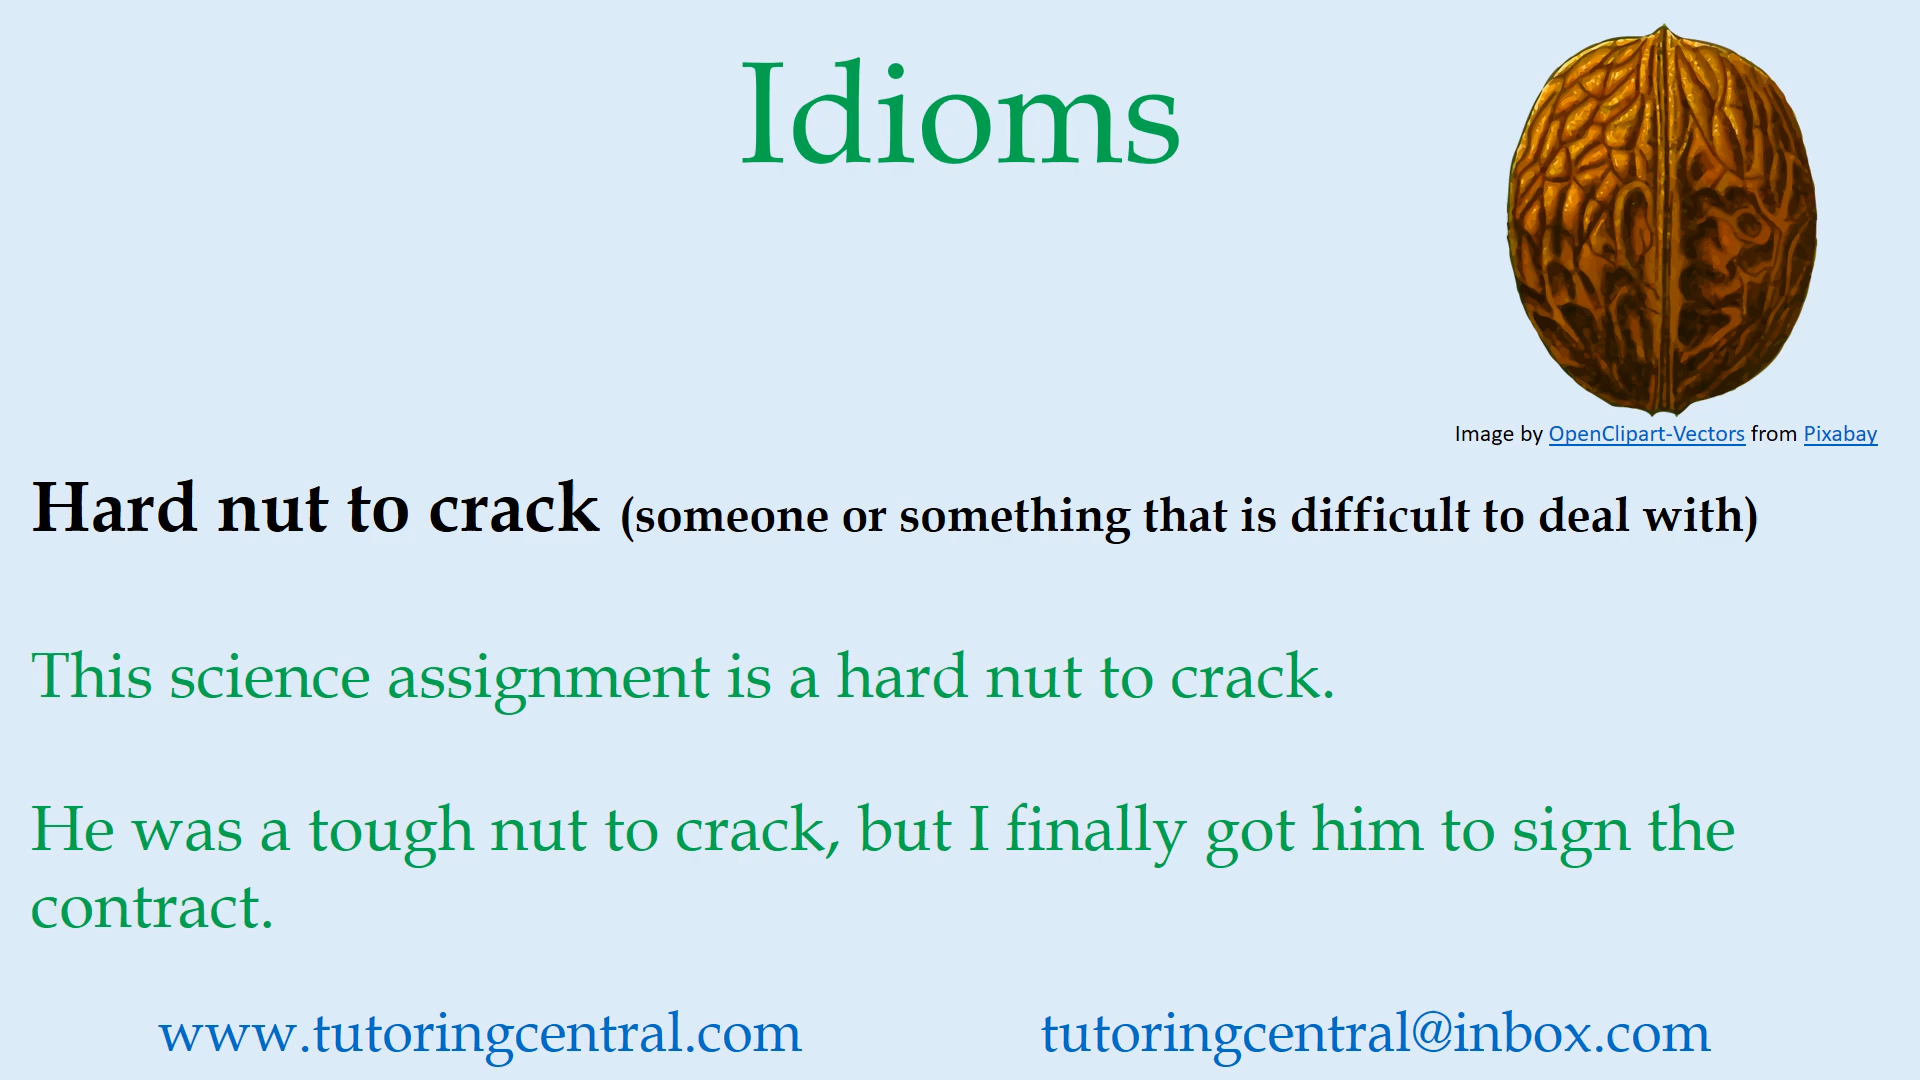 Idioms
Image by OpenClipart-Vectors from Pixabay
Hard nut to crack (someone or something that is difficult to deal with)
This science assignment is a hard nut to crack.
He was a tough nut to crack, but I finally got him to sign the
contract.
www.tutoringcentral.com
tutoringcentral@inbox.com